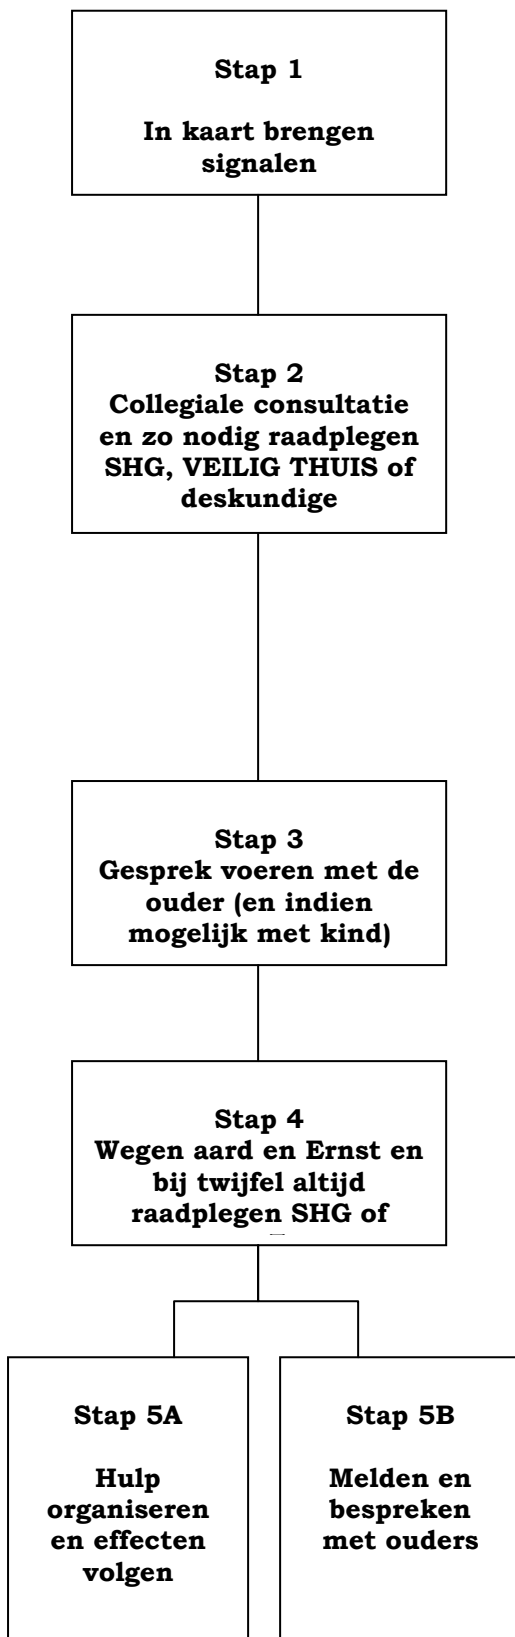 Stap 1
In kaart brengen
signalen
Stap 2
Collegiale consultatie
en zo nodig raadplegen
SHG, VEILIG THUIS of
deskundige
Stap 3
Gesprek voeren met de
ouder (en indien
mogelijk met kind)
Stap 4
Wegen aard en Ernst en
bij twijfel altijd
raadplegen SHG of
Stap 5A
Hulp
organiseren
en effecten
volgen
Stap 5B
Melden en
bespreken
met ouders